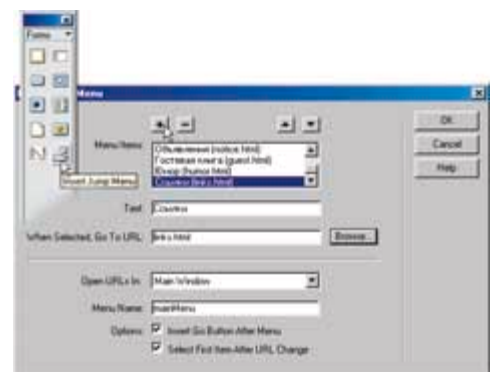 Forms
Menu
Menu Items:
Объявления (notice.html)
Гостевая книга (guest.html)
Юмор (humor.html)
Ссылки (links.html)
Insert Jump Menu
Text: Ссылки
When Selected, Go To URL: links.html Browse...
Open URLs In: Main Window
Menu Name: mainMenu
Options: Insert Go Button After Menu
Select First Item After URL Change
OK
Cancel
Help